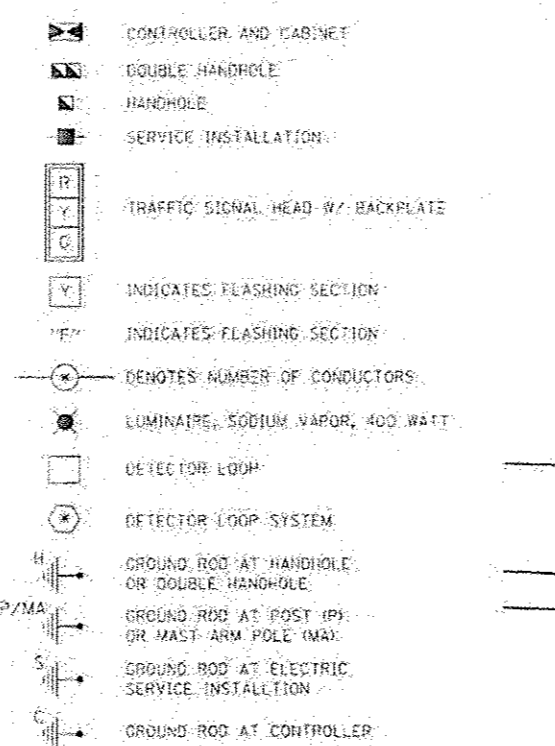 CONTROLLER AND CABINET
DOUBLE HANDHOLE
HANDHOLE
SERVICE INSTALLATION
R
Y
G
TRAFFIC SIGNAL HEAD W/ BACKPLATE
Y
INDICATES FLASHING SECTION
"F"
INDICATES FLASHING SECTION
*
DENOTES NUMBER OF CONDUCTORS
LUMINAIRE, SODIUM VAPOR, 400 WATT
DETECTOR LOOP
*
DETECTOR LOOP SYSTEM
H
GROUND ROD AT HANDHOLE
OR DOUBLE HANDHOLE
P/MA
GROUND ROD AT POST (P)
OR MAST ARM POLE (MA)
S
GROUND ROD AT ELECTRIC
SERVICE INSTALLTION
C
GROUND ROD AT CONTROLLER